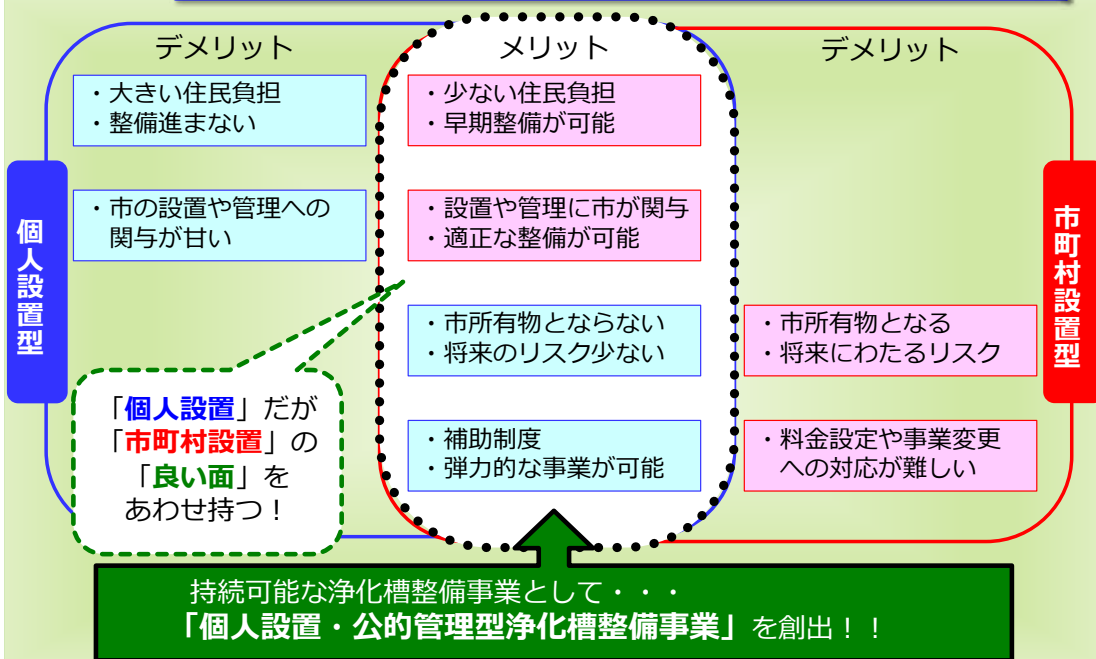 デメリット
メリット
デメリット
個人設置型
・大きい住民負担
・整備進まない
・市の設置や管理への
関与が甘い
・少ない住民負担
・早期整備が可能
・設置や管理に市が関与
・適正な整備が可能
・市所有物とならない
・将来のリスク少ない
・補助制度
・弾力的な事業が可能
・市所有物となる
・将来にわたるリスク
・料金設定や事業変更
への対応が難しい
市町村設置型
「個人設置」だが
「市町村設置」の
「良い面」を
あわせ持つ！
持続可能な浄化槽整備事業として・・・
「個人設置・公的管理型浄化槽整備事業」を創出！！